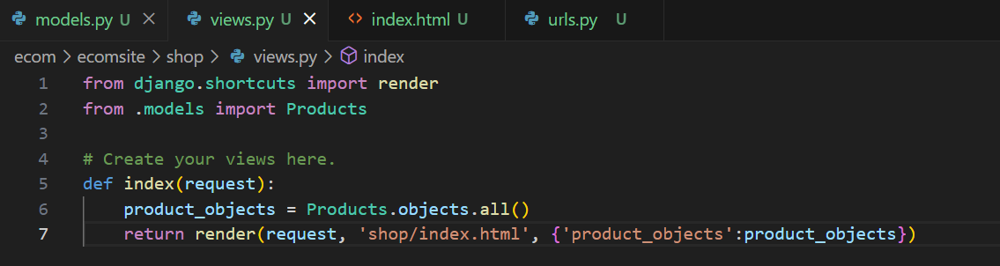 models.py U
views.py U
index.html U
urls.py U
ecom > ecomsite > shop > views.py > index
1 from django.shortcuts import render
2 from .models import Products
3
4 # Create your views here.
5 def index(request):
6     product_objects = Products.objects.all()
7     return render(request, 'shop/index.html', {'product_objects':product_objects})